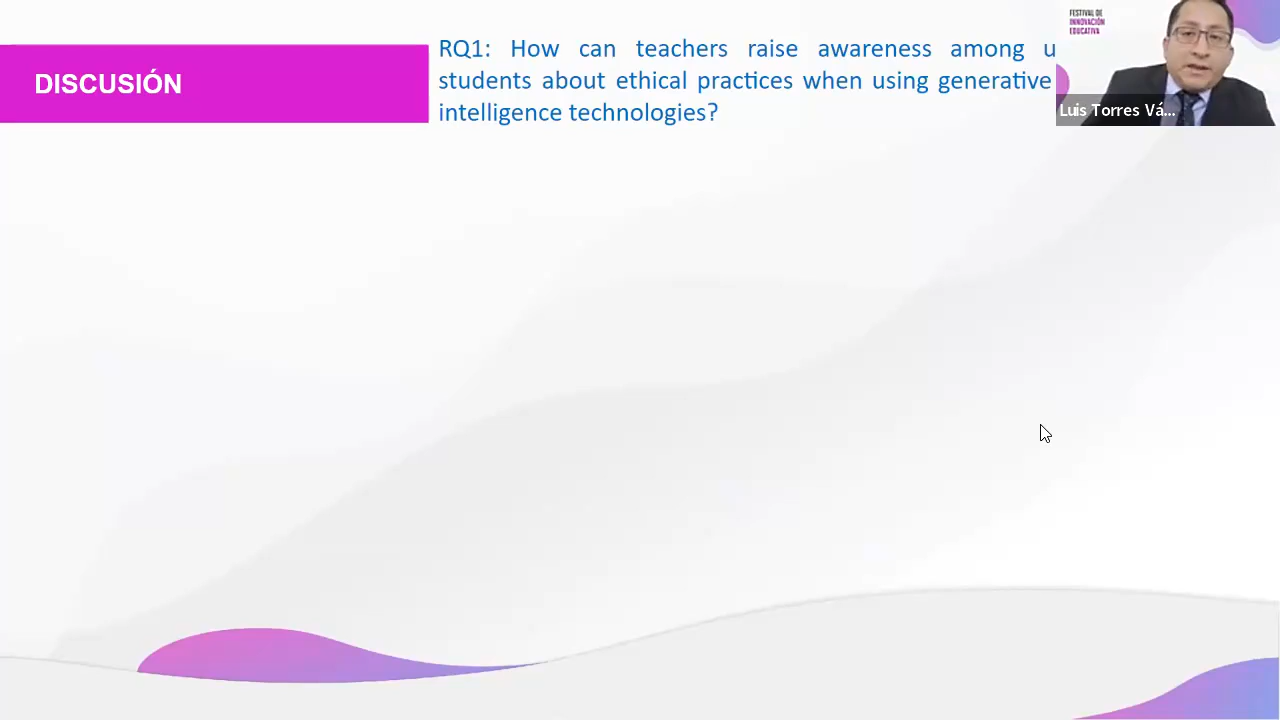 DISCUSIÓN
RQ1: How can teachers raise awareness among u
students about ethical practices when using generative
intelligence technologies?
FESTIVAL DE
INNOVACIÓN
EDUCATIVA
Luis Torres Vá...